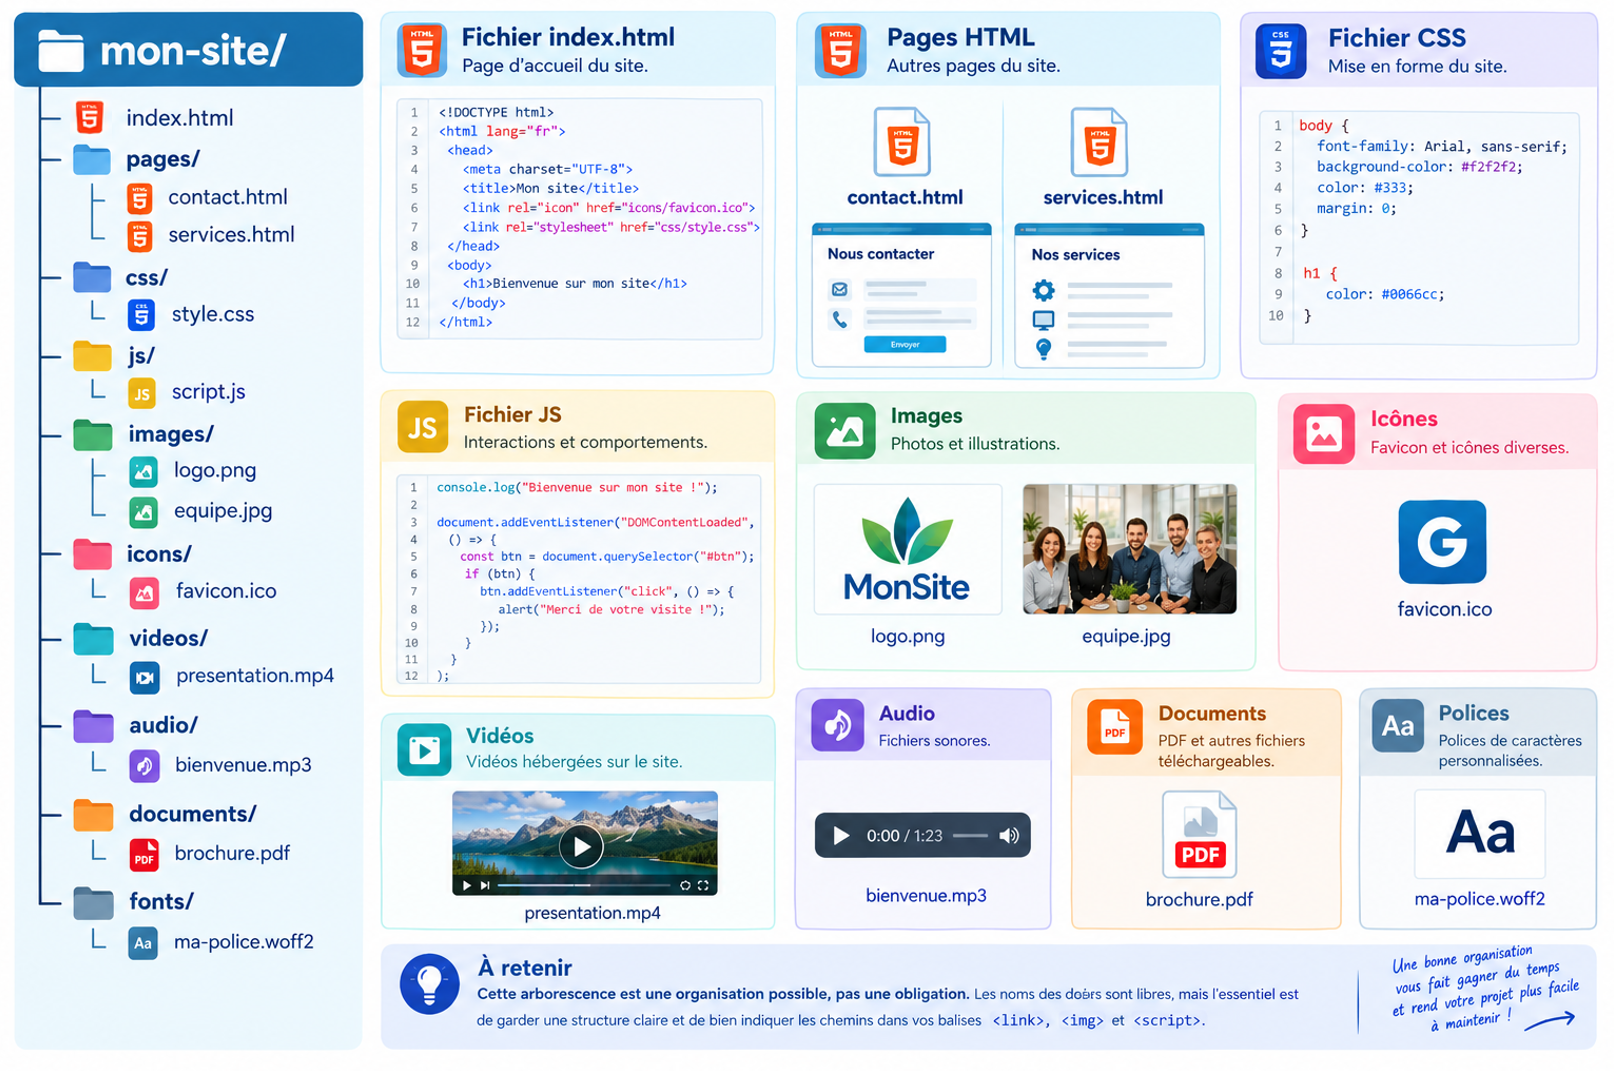 mon-site/
index.html
pages/
contact.html
services.html
css/
style.css
js/
script.js
images/
logo.png
equipe.jpg
icons/
favicon.ico
videos/
presentation.mp4
audio/
bienvenue.mp3
documents/
PDF
brochure.pdf
fonts/
Aa
ma-police.woff2
HTML
5
Fichier index.html
Page d'accueil du site.
1 <!DOCTYPE html>
2 <html lang="fr">
3 <head>
4 <meta charset="UTF-8">
5 <title>Mon site</title>
6 <link rel="icon" href="icons/favicon.ico">
7 <link rel="stylesheet" href="css/style.css">
8 </head>
9 <body>
10 <h1>Bienvenue sur mon site</h1>
11 </body>
12 </html>
HTML
5
Pages HTML
Autres pages du site.
HTML
5
contact.html
Nous contacter
Envoyer
HTML
5
services.html
Nos services
CSS
5
Fichier CSS
Mise en forme du site.
1 body {
2 font-family: Arial, sans-serif;
3 background-color: #f2f2f2;
4 color: #333;
5 margin: 0;
6 }
7
8 h1 {
9 color: #0066cc;
10 }
JS
Fichier JS
Interactions et comportements.
1 console.log("Bienvenue sur mon site !");
2
3 document.addEventListener("DOMContentLoaded",
4 () => {
5 const btn = document.querySelector("#btn");
6 if (btn) {
7 btn.addEventListener("click", () => {
8 alert("Merci de votre visite !");
9 });
10 }
11 }
12 );
Images
Photos et illustrations.
MonSite
logo.png
equipe.jpg
Icônes
Favicon et icônes diverses.
G
favicon.ico
Vidéos
Vidéos hébergées sur le site.
presentation.mp4
Audio
Fichiers sonores.
0:00 / 1:23
bienvenue.mp3
PDF
Documents
PDF et autres fichiers
téléchargeables.
PDF
brochure.pdf
Aa
Polices
Polices de caractères
personnalisées.
Aa
ma-police.woff2
À retenir
Cette arborescence est une organisation possible, pas une obligation. Les noms des sont libres, mais l'essentiel est
de garder une structure claire et de bien indiquer les chemins dans vos balises <link>, <img> et <script>.
Une bonne organisation
vous fait gagner du temps
et rend votre projet plus facile
à maintenir !